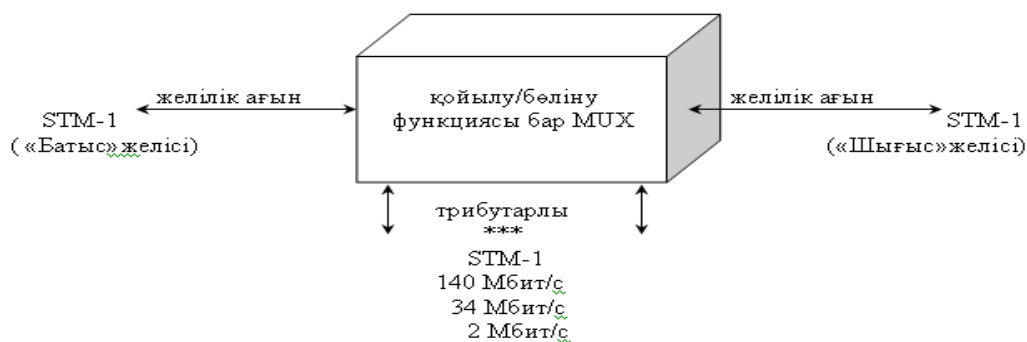 желілік ағын
STM-1
(«Батыс»желісі)
қойылу/бөліну
функциясы бар MUX
желілік ағын
STM-1
(«Шығыс»желісі)
трибутарлы
***
STM-1
140 Мбит/с
34 Мбит/с
2 Мбит/с